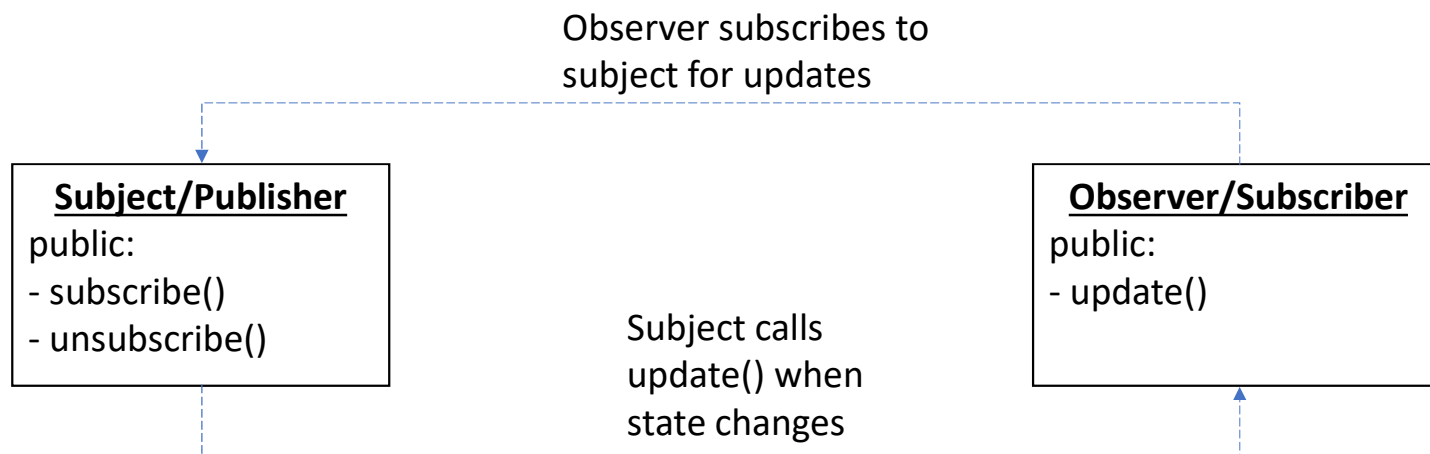 Observer subscribes to
subject for updates
Subject/Publisher
public:
- subscribe()
- unsubscribe()
Observer/Subscriber
public:
- update()
Subject calls
update() when
state changes